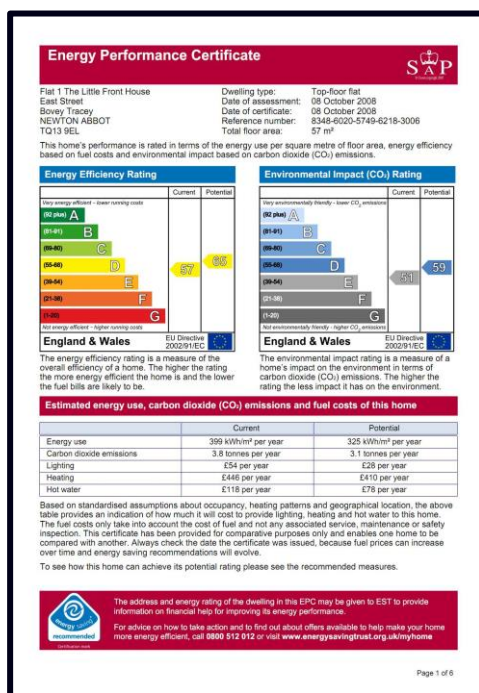 Energy Performance Certificate
SAP
Flat 1 The Little Front House
East Street
Bovey Tracey
NEWTON ABBOT
TQ13 9EL
Dwelling type: Top-floor flat
Date of assessment: 08 October 2008
Date of certificate: 08 October 2008
Reference number: 8348-6020-5749-6218-3006
Total floor area: 57 m²
This home's performance is rated in terms of the energy use per square metre of floor area, energy efficiency
based on fuel costs and environmental impact based on carbon dioxide (CO₂) emissions.
Energy Efficiency Rating
Current Potential
Very energy efficient – lower running costs
(92 plus) A
(81-91) B
(69-80) C
(55-68) D
(39-54) E
(21-38) F
(1-20) G
57
65
Not energy efficient – higher running costs
England & Wales
EU Directive
2002/91/EC
The energy efficiency rating is a measure of the
overall efficiency of a home. The higher the rating
the more energy efficient the home is and the lower
the fuel bills are likely to be.
Environmental Impact (CO₂) Rating
Current Potential
Very environmentally friendly – lower CO₂ emissions
(92 plus) A
(81-91) B
(69-80) C
(55-68) D
(39-54) E
(21-38) F
(1-20) G
51
59
Not environmentally friendly – higher CO₂ emissions
England & Wales
EU Directive
2002/91/EC
The environmental impact rating is a measure of a
home's impact on the environment in terms of
carbon dioxide (CO₂) emissions. The higher the
rating the less impact it has on the environment.
Estimated energy use, carbon dioxide (CO₂) emissions and fuel costs of this home
Current Potential
Energy use 399 kWh/m² per year 325 kWh/m² per year
Carbon dioxide emissions 3.8 tonnes per year 3.1 tonnes per year
Lighting £54 per year £28 per year
Heating £446 per year £410 per year
Hot water £118 per year £78 per year
Based on standardised assumptions about occupancy, heating patterns and geographical location, the above
table provides an indication of how much it will cost to provide lighting, heating and hot water to this home.
The fuel costs only take into account the cost of fuel and not any associated service, maintenance or safety
inspection. This certificate has been provided for comparative purposes only and enables one home to be
compared with another. Always check the date the certificate was issued, because fuel prices can increase
over time and energy saving recommendations will evolve.
To see how this home can achieve its potential rating please see the recommended measures.
energy saving
recommended
Certification mark
The address and energy rating of the dwelling in this EPC may be given to EST to provide
information on financial help for improving its energy performance.
For advice on how to take action and to find out about offers available to help make your home
more energy efficient, call 0800 512 012 or visit www.energysavingtrust.org.uk/myhome
Page 1 of 6